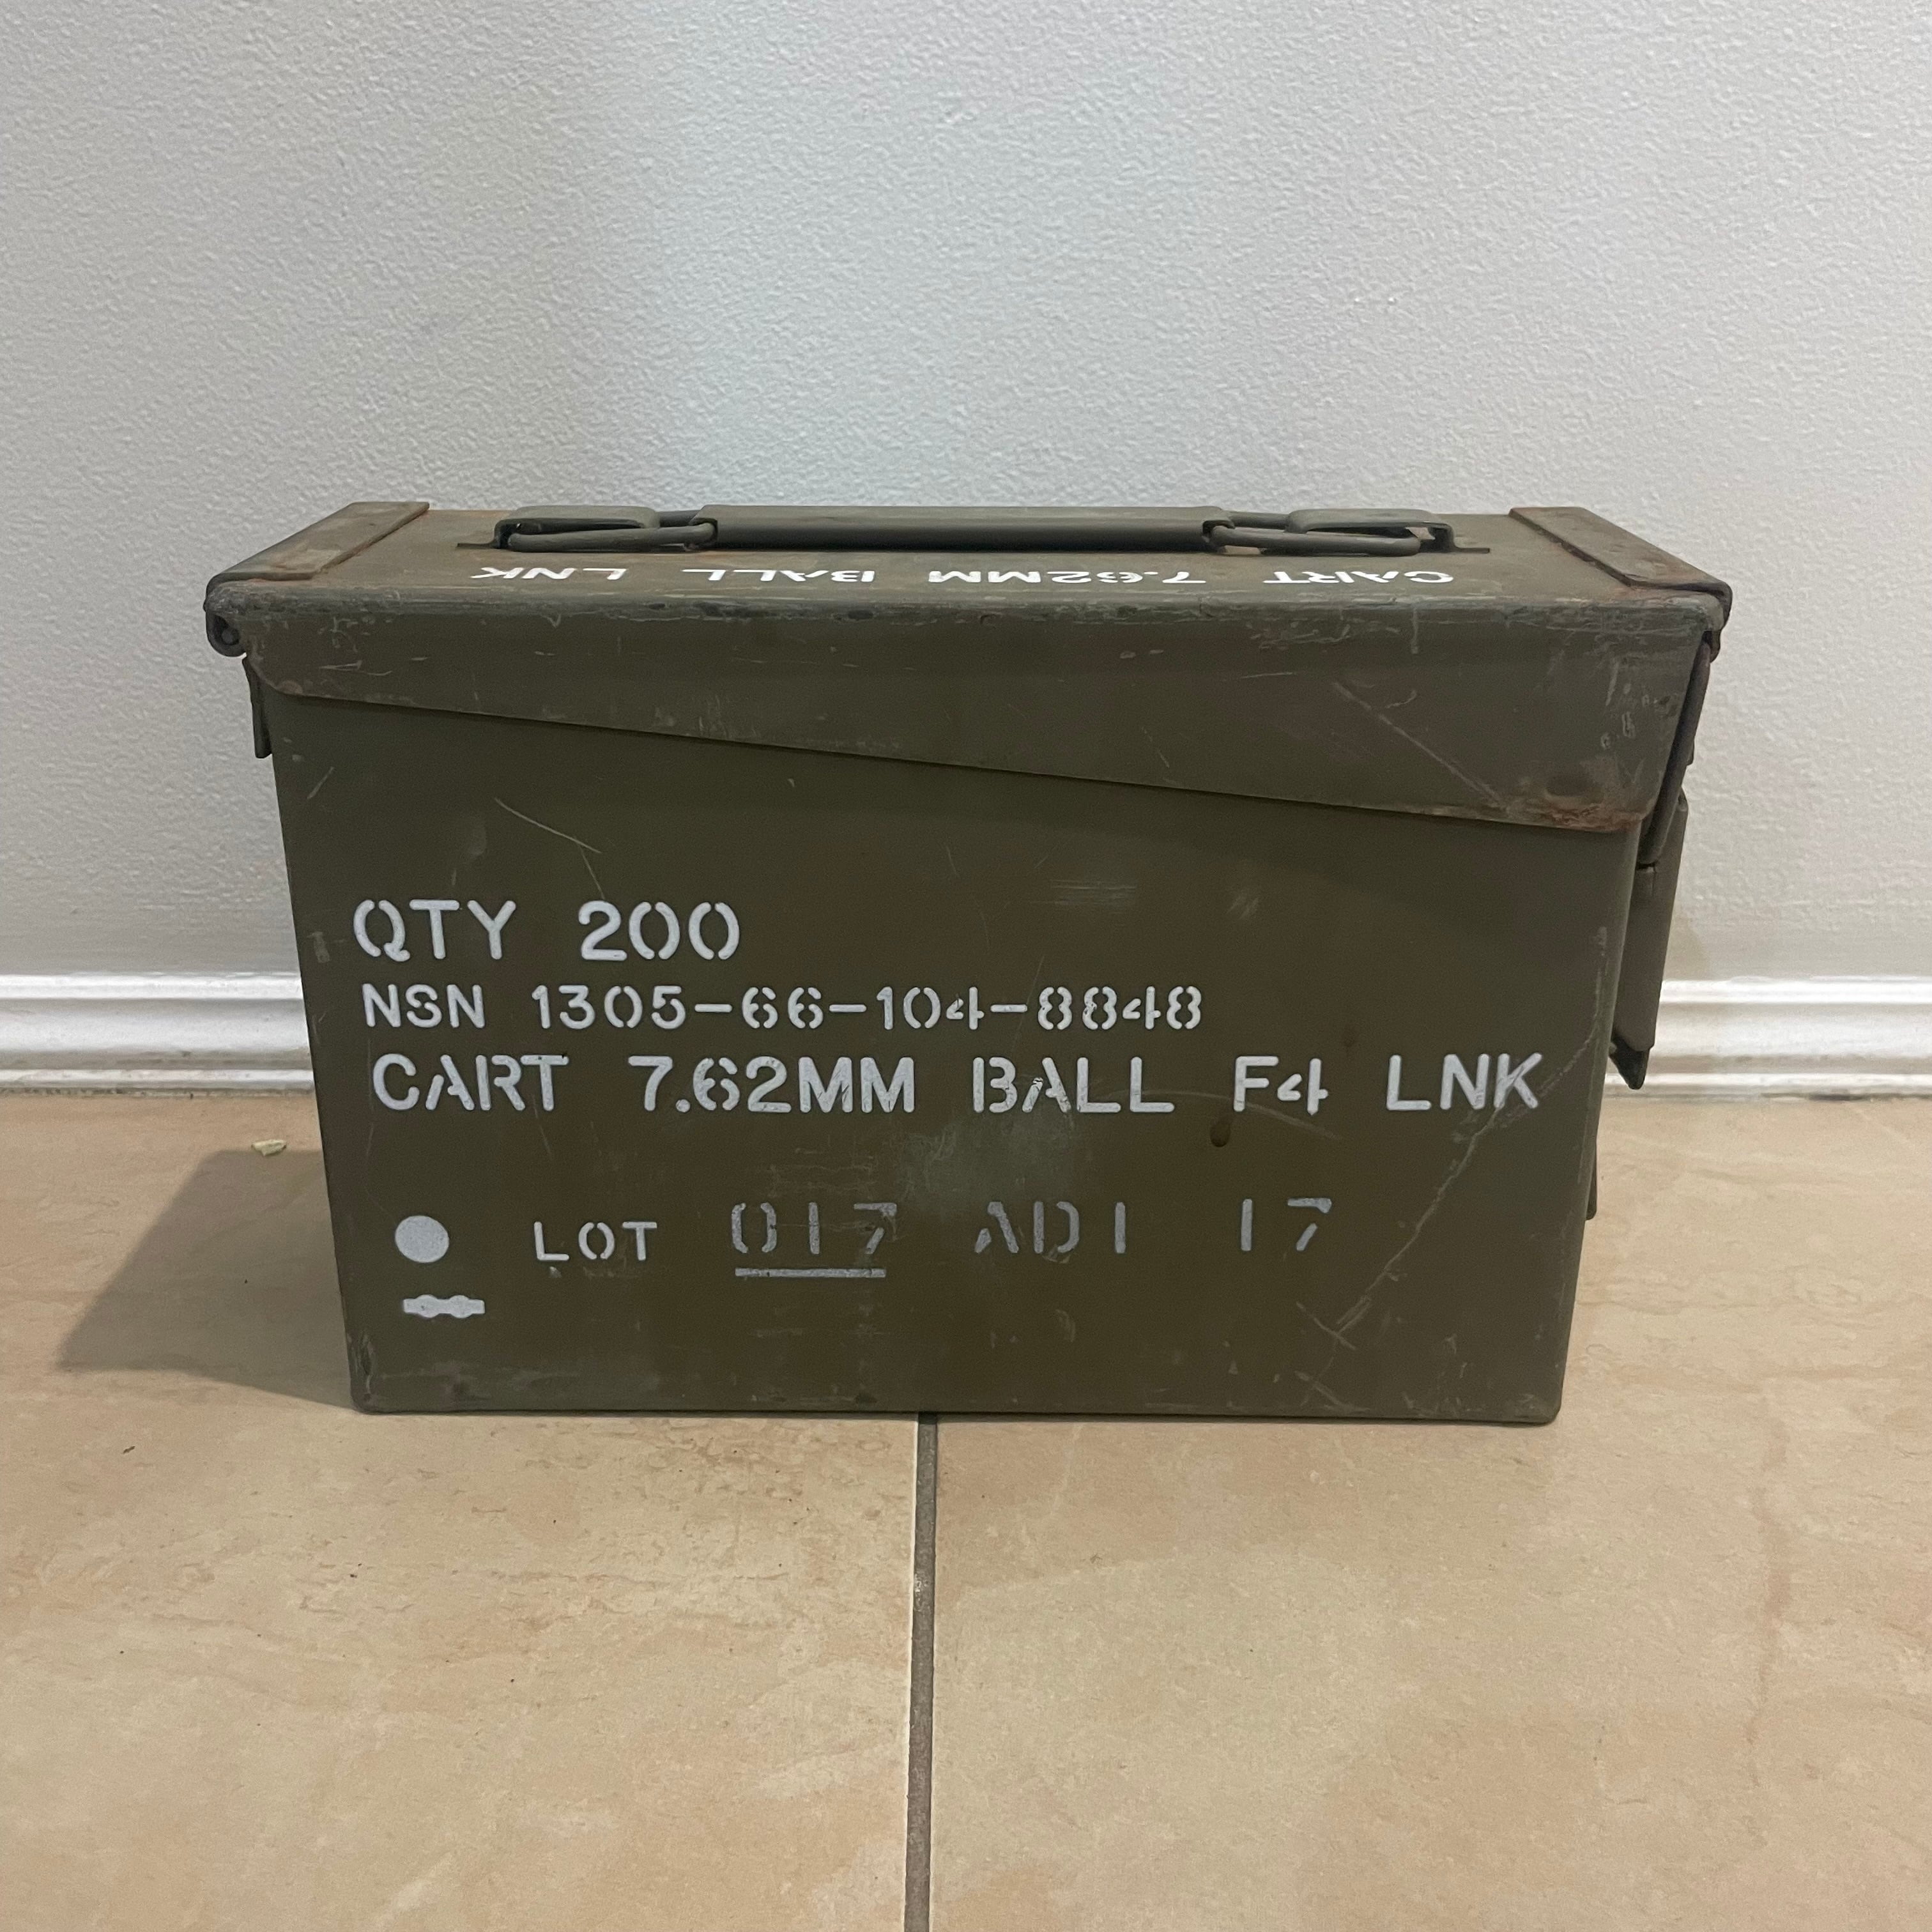 CART 7.62MM BALL LNK
QTY 200
NSN 1305-66-104-8848
CART 7.62MM BALL F4 LNK
LOT 017 ADI 17